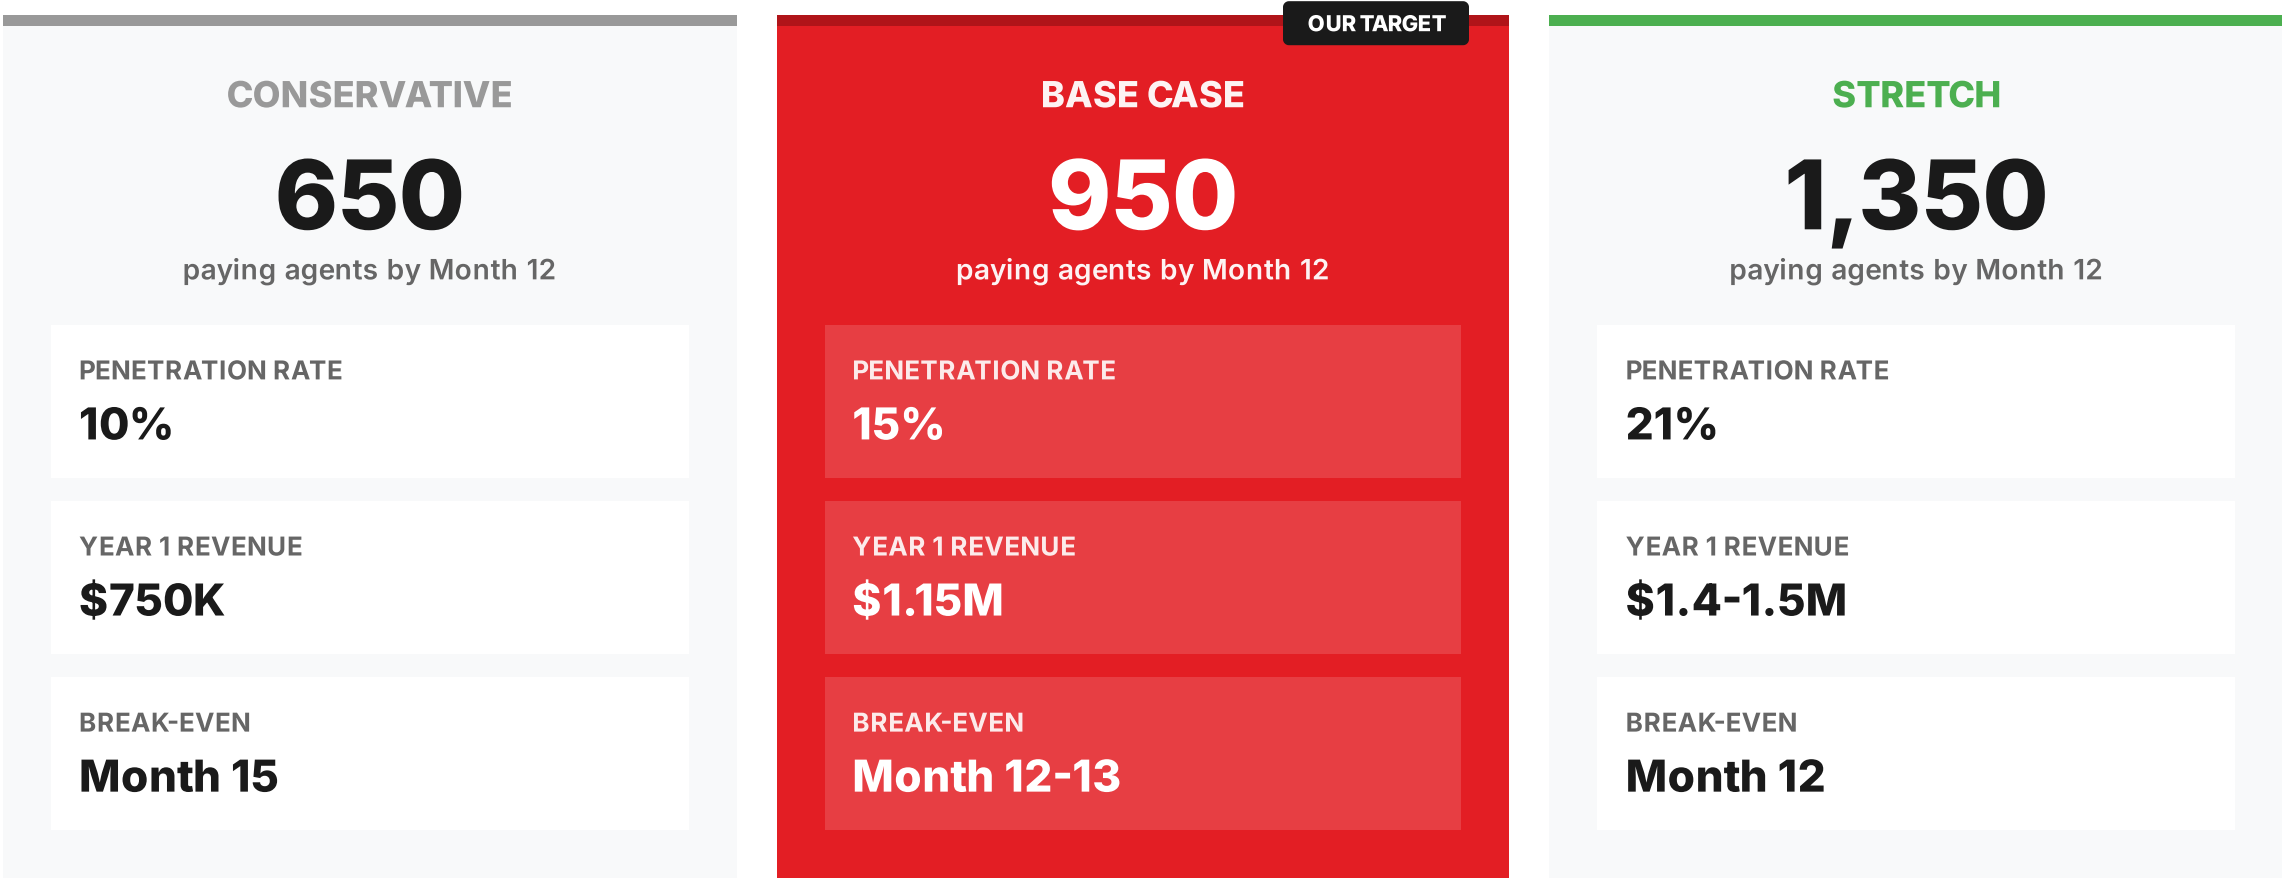 CONSERVATIVE
650
paying agents by Month 12
PENETRATION RATE
10%
YEAR 1 REVENUE
$750K
BREAK-EVEN
Month 15
OUR TARGET
BASE CASE
950
paying agents by Month 12
PENETRATION RATE
15%
YEAR 1 REVENUE
$1.15M
BREAK-EVEN
Month 12-13
STRETCH
1,350
paying agents by Month 12
PENETRATION RATE
21%
YEAR 1 REVENUE
$1.4-1.5M
BREAK-EVEN
Month 12